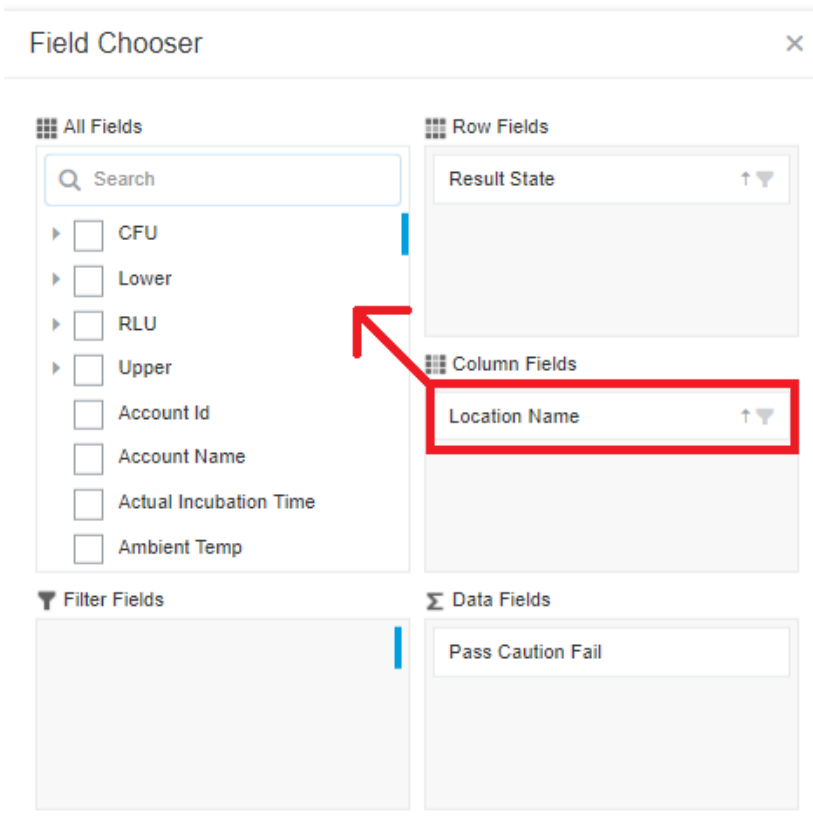 Field Chooser
All Fields
Search
CFU
Lower
RLU
Upper
Account Id
Account Name
Actual Incubation Time
Ambient Temp
Row Fields
Result State
Column Fields
Location Name
Filter Fields
Data Fields
Pass Caution Fail